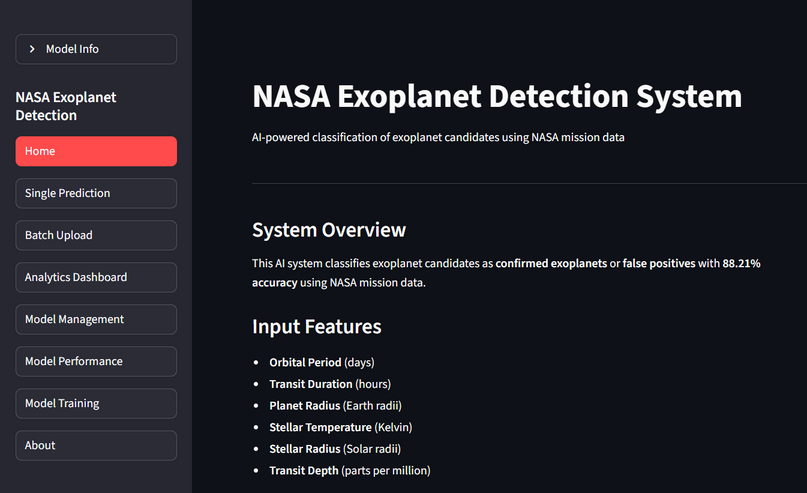 Model Info
NASA Exoplanet
Detection
Home
Single Prediction
Batch Upload
Analytics Dashboard
Model Management
Model Performance
Model Training
About
NASA Exoplanet Detection System
AI-powered classification of exoplanet candidates using NASA mission data
System Overview
This AI system classifies exoplanet candidates as confirmed exoplanets or false positives with 88.21%
accuracy using NASA mission data.
Input Features
• Orbital Period (days)
• Transit Duration (hours)
• Planet Radius (Earth radii)
• Stellar Temperature (Kelvin)
• Stellar Radius (Solar radii)
• Transit Depth (parts per million)